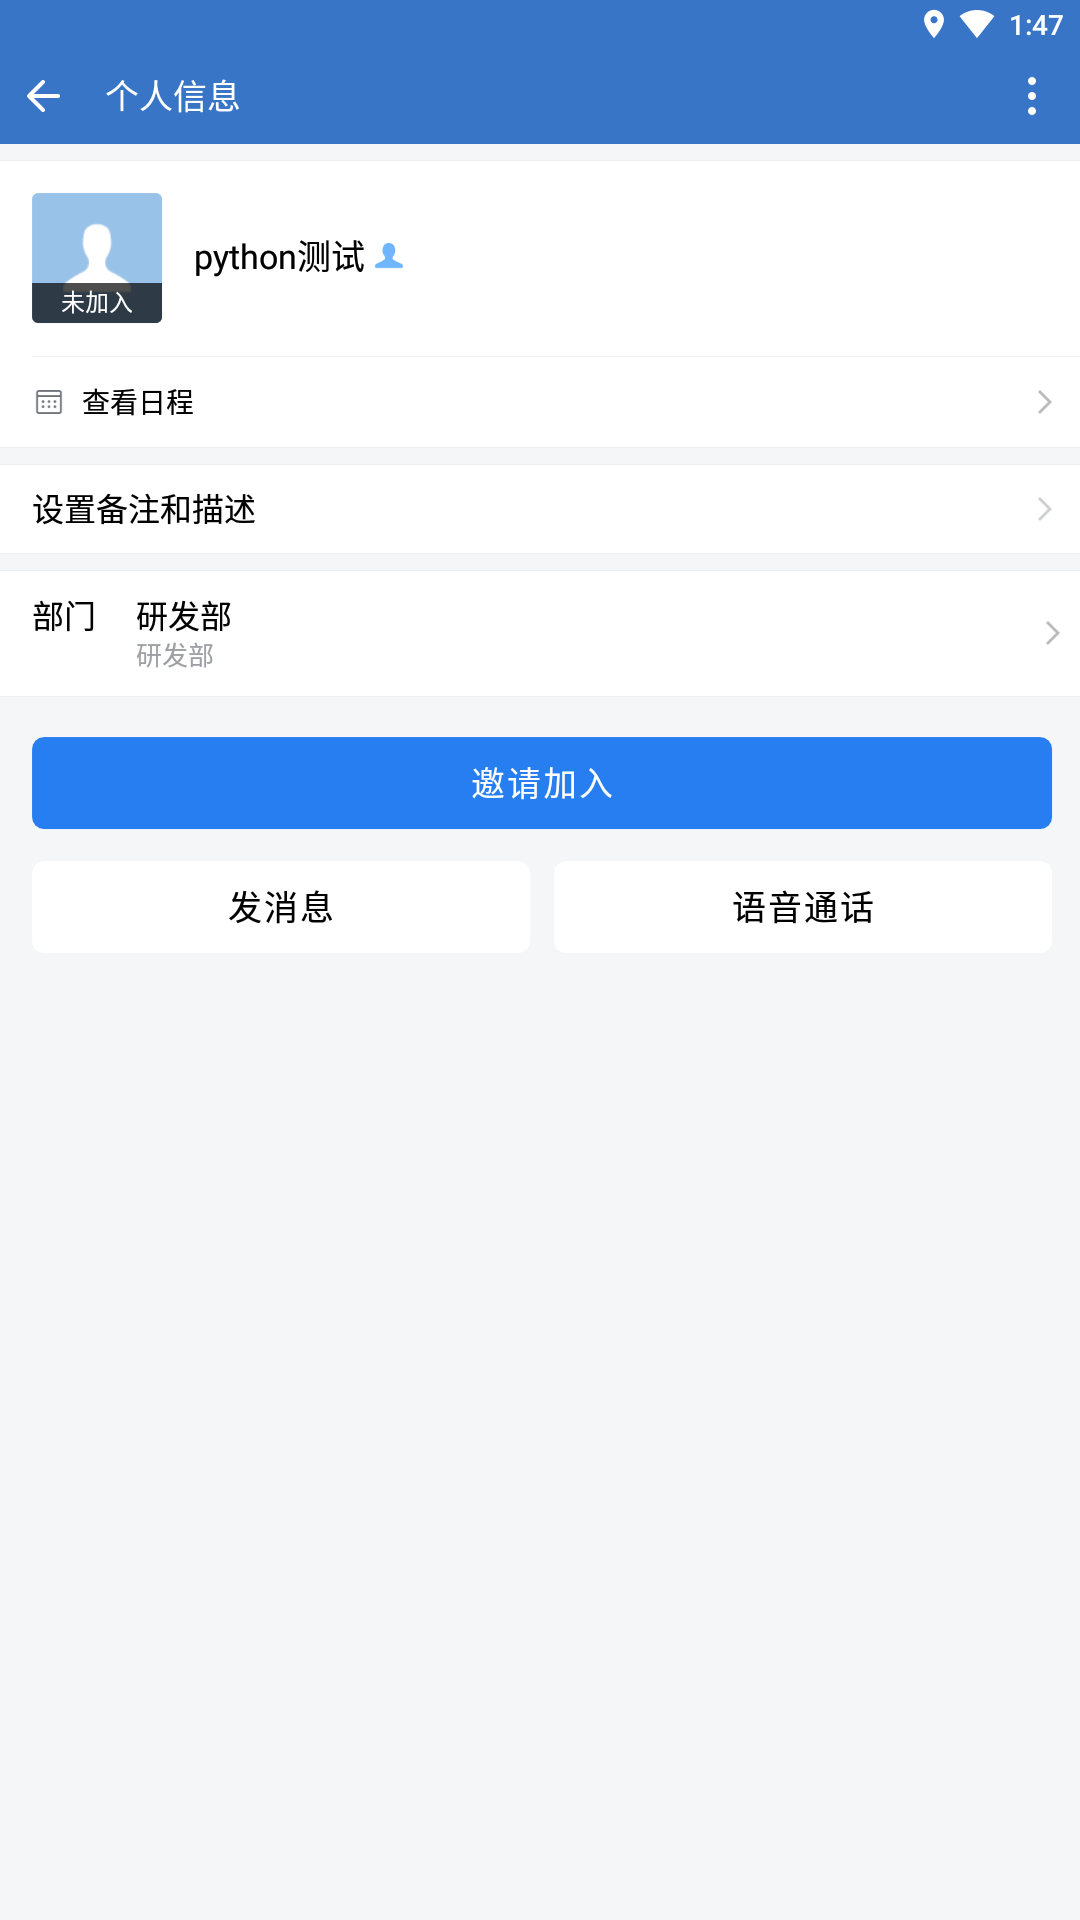 1:47
个人信息
python测试
未加入
查看日程
设置备注和描述
部门 研发部
研发部
邀请加入
发消息 语音通话